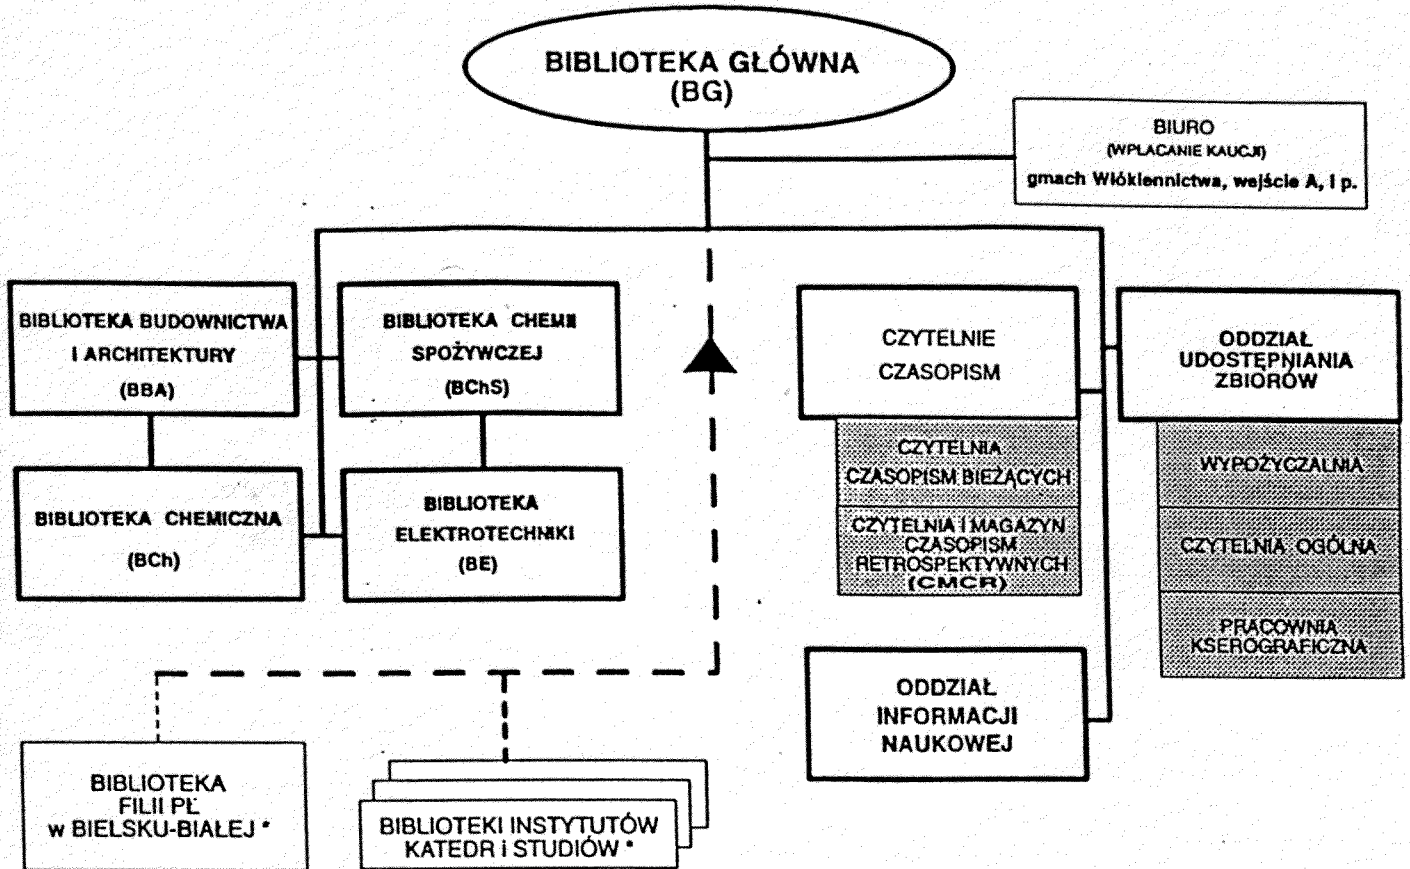 BIBLIOTEKA GŁÓWNA
(BG)
BIURO
(WPŁACANIE KAUCJI)
gmach Włókiennictwa, wejście A, I p.
BIBLIOTEKA BUDOWNICTWA
I ARCHITEKTURY
(BBA)
BIBLIOTEKA CHEMII
SPOŻYWCZEJ
(BChS)
CZYTELNIE
CZASOPISM
ODDZIAŁ
UDOSTĘPNIANIA
ZBIORÓW
BIBLIOTEKA CHEMICZNA
(BCh)
BIBLIOTEKA
ELEKTROTECHNIKI
(BE)
CZYTELNIA
CZASOPISM BIEŻĄCYCH
CZYTELNIA I MAGAZYN
CZASOPISM
RETROSPEKTYWNYCH
(CMCR)
WYPOŻYCZALNIA
CZYTELNIA OGÓLNA
PRACOWNIA
KSEROGRAFICZNA
ODDZIAŁ
INFORMACJI
NAUKOWEJ
BIBLIOTEKA
FILII PŁ
w BIELSKU-BIAŁEJ *
BIBLIOTEKI INSTYTUTÓW
KATEDR i STUDIÓW *